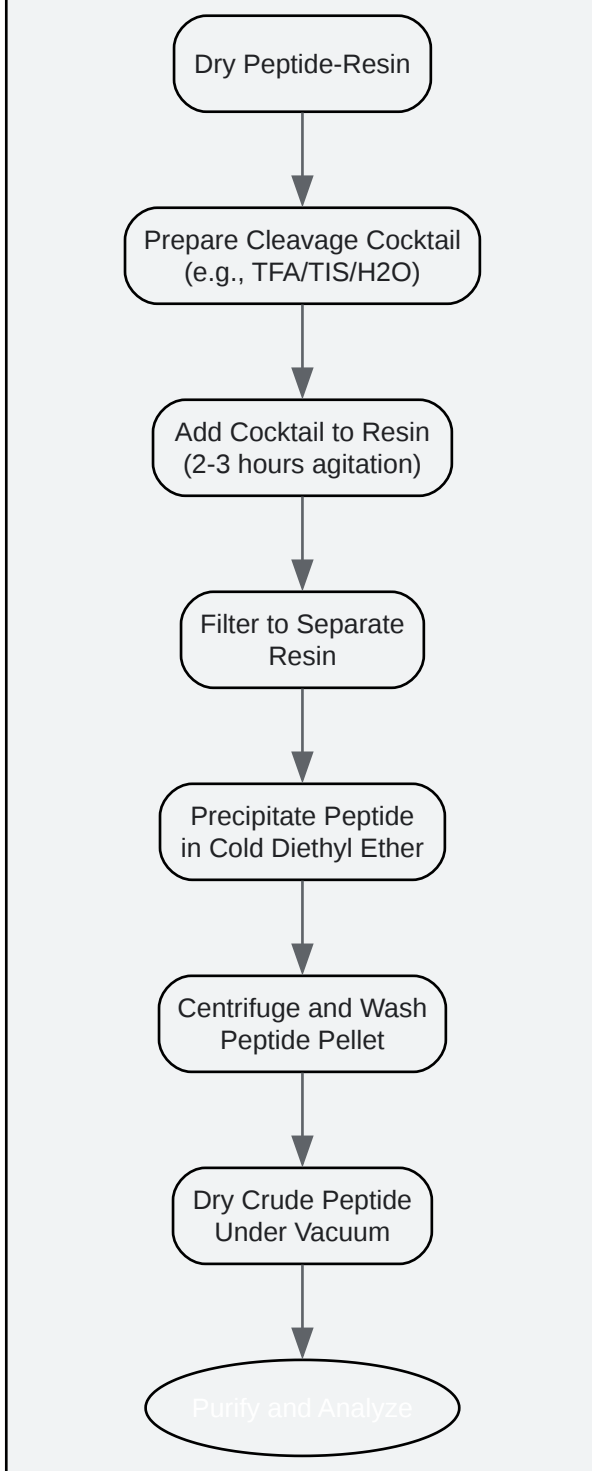 Dry Peptide-Resin
Prepare Cleavage Cocktail
(e.g., TFA/TIS/H2O)
Add Cocktail to Resin
(2-3 hours agitation)
Filter to Separate
Resin
Precipitate Peptide
in Cold Diethyl Ether
Centrifuge and Wash
Peptide Pellet
Dry Crude Peptide
Under Vacuum
Purify and Analyze